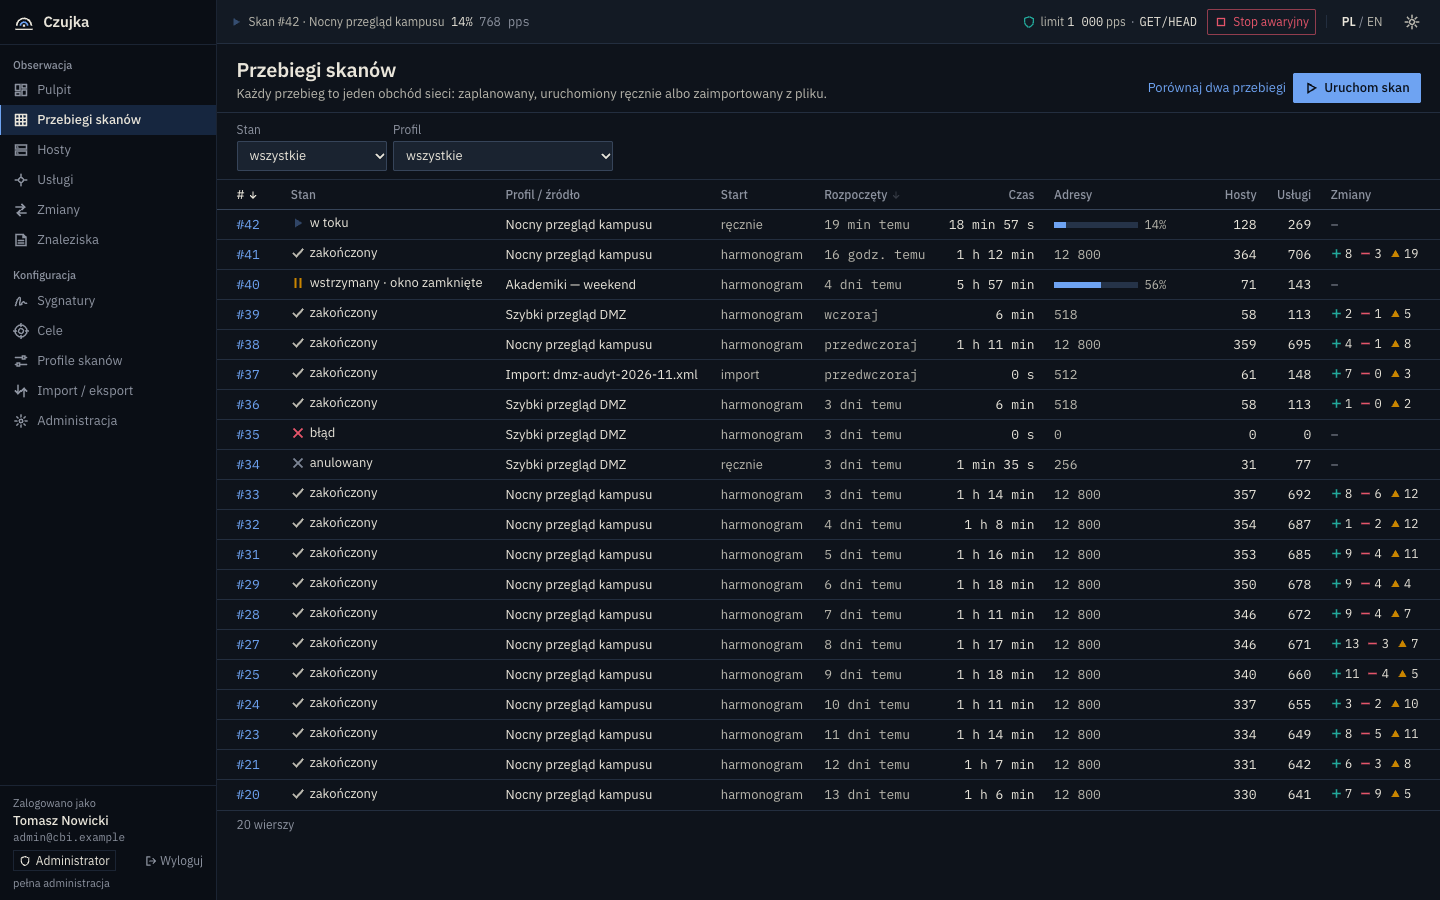 Czujka
Skan #42 · Nocny przegląd kampusu 14% 768 pps
limit 1 000 pps · GET/HEAD
Stop awaryjny
PL / EN
Obserwacja
Pulpit
Przebiegi skanów
Hosty
Usługi
Zmiany
Znaleziska
Konfiguracja
Sygnatury
Cele
Profile skanów
Import / eksport
Administracja
Zalogowano jako
Tomasz Nowicki
admin@cbi.example
Administrator
Wyloguj
pełna administracja
Przebiegi skanów
Każdy przebieg to jeden obchód sieci: zaplanowany, uruchomiony ręcznie albo zaimportowany z pliku.
Porównaj dwa przebiegi
Uruchom skan
Stan Profil
wszystkie wszystkie
# ↓ Stan Profil / źródło Start Rozpoczęty ↓ Czas Adresy Hosty Usługi Zmiany
#42 w toku Nocny przegląd kampusu ręcznie 19 min temu 18 min 57 s 14% 128 269 –
#41 zakończony Nocny przegląd kampusu harmonogram 16 godz. temu 1 h 12 min 12 800 364 706 + 8 − 3 ▲ 19
#40 wstrzymany · okno zamknięte Akademiki — weekend harmonogram 4 dni temu 5 h 57 min 56% 71 143 –
#39 zakończony Szybki przegląd DMZ harmonogram wczoraj 6 min 518 58 113 + 2 − 1 ▲ 5
#38 zakończony Nocny przegląd kampusu harmonogram przedwczoraj 1 h 11 min 12 800 359 695 + 4 − 1 ▲ 8
#37 zakończony Import: dmz-audyt-2026-11.xml import przedwczoraj 0 s 512 61 148 + 7 − 0 ▲ 3
#36 zakończony Szybki przegląd DMZ harmonogram 3 dni temu 6 min 518 58 113 + 1 − 0 ▲ 2
#35 błąd Szybki przegląd DMZ harmonogram 3 dni temu 0 s 0 0 0 –
#34 anulowany Szybki przegląd DMZ ręcznie 3 dni temu 1 min 35 s 256 31 77 –
#33 zakończony Nocny przegląd kampusu harmonogram 3 dni temu 1 h 14 min 12 800 357 692 + 8 − 6 ▲ 12
#32 zakończony Nocny przegląd kampusu harmonogram 4 dni temu 1 h 8 min 12 800 354 687 + 1 − 2 ▲ 12
#31 zakończony Nocny przegląd kampusu harmonogram 5 dni temu 1 h 16 min 12 800 353 685 + 9 − 4 ▲ 11
#29 zakończony Nocny przegląd kampusu harmonogram 6 dni temu 1 h 18 min 12 800 350 678 + 9 − 4 ▲ 4
#28 zakończony Nocny przegląd kampusu harmonogram 7 dni temu 1 h 11 min 12 800 346 672 + 9 − 4 ▲ 7
#27 zakończony Nocny przegląd kampusu harmonogram 8 dni temu 1 h 17 min 12 800 346 671 + 13 − 3 ▲ 7
#25 zakończony Nocny przegląd kampusu harmonogram 9 dni temu 1 h 18 min 12 800 340 660 + 11 − 4 ▲ 5
#24 zakończony Nocny przegląd kampusu harmonogram 10 dni temu 1 h 11 min 12 800 337 655 + 3 − 2 ▲ 10
#23 zakończony Nocny przegląd kampusu harmonogram 11 dni temu 1 h 14 min 12 800 334 649 + 8 − 5 ▲ 11
#21 zakończony Nocny przegląd kampusu harmonogram 12 dni temu 1 h 7 min 12 800 331 642 + 6 − 3 ▲ 8
#20 zakończony Nocny przegląd kampusu harmonogram 13 dni temu 1 h 6 min 12 800 330 641 + 7 − 9 ▲ 5
20 wierszy